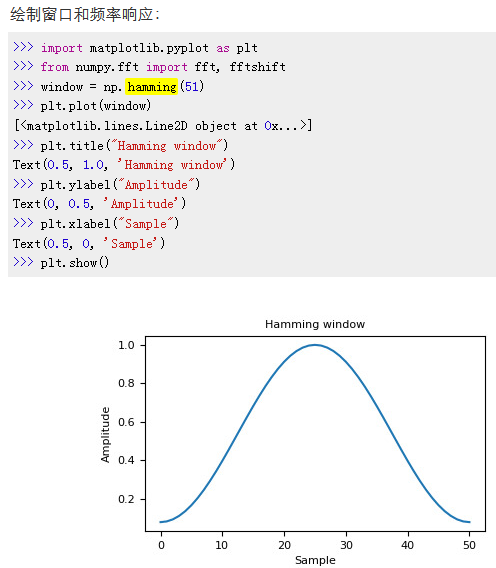 绘制窗口和频率响应：
>>> import matplotlib.pyplot as plt
>>> from numpy.fft import fft, fftshift
>>> window = np.hamming(51)
>>> plt.plot(window)
[<matplotlib.lines.Line2D object at 0x...>]
>>> plt.title("Hamming window")
Text(0.5, 1.0, 'Hamming window')
>>> plt.ylabel("Amplitude")
Text(0, 0.5, 'Amplitude')
>>> plt.xlabel("Sample")
Text(0.5, 0, 'Sample')
>>> plt.show()
Hamming window
1.0
0.8
0.6
0.4
0.2
Amplitude
0 10 20 30 40 50
Sample